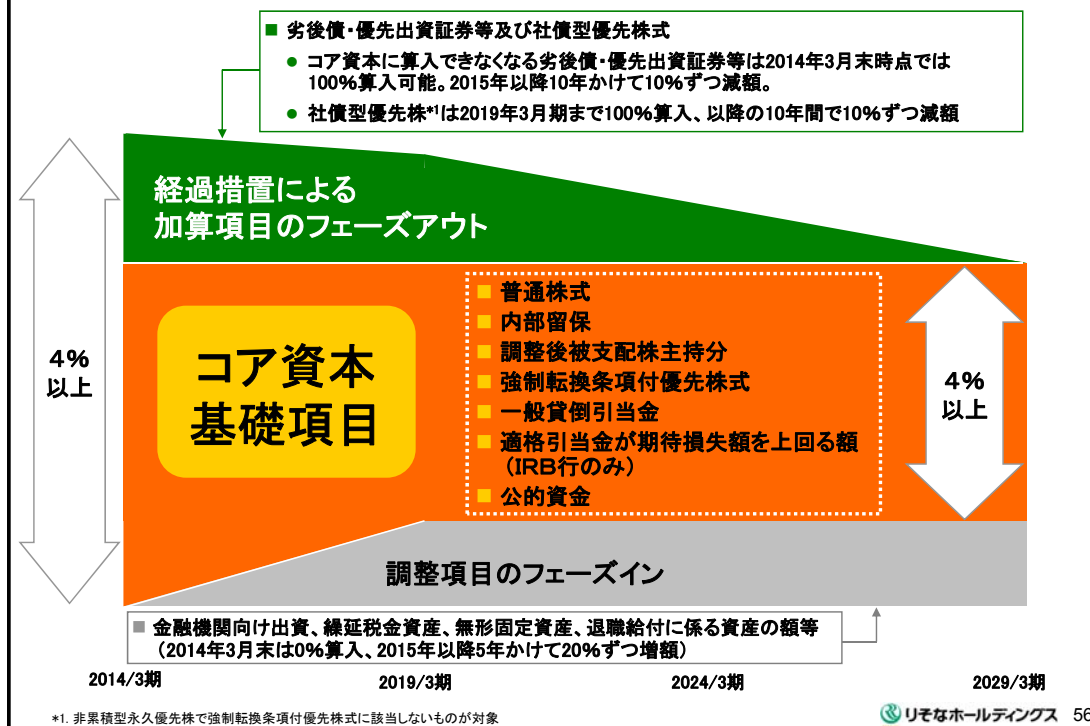 ■ 劣後債・優先出資証券等及び社債型優先株式
● コア資本に算入できなくなる劣後債・優先出資証券等は2014年3月末時点では
100%算入可能。2015年以降10年かけて10%ずつ減額。
● 社債型優先株*1は2019年3月期まで100%算入、以降の10年間で10%ずつ減額
経過措置による
加算項目のフェーズアウト
4%
以上
コア資本
基礎項目
■ 普通株式
■ 内部留保
■ 調整後被支配株主持分
■ 強制転換条項付優先株式
■ 一般貸倒引当金
■ 適格引当金が期待損失額を上回る額
(IRB行のみ)
■ 公的資金
4%
以上
調整項目のフェーズイン
■ 金融機関向け出資、繰延税金資産、無形固定資産、退職給付に係る資産の額等
(2014年3月末は0%算入、2015年以降5年かけて20%ずつ増額)
2014/3期 2019/3期 2024/3期 2029/3期
*1. 非累積型永久優先株で強制転換条項付優先株式に該当しないものが対象
りそなホールディングス 56